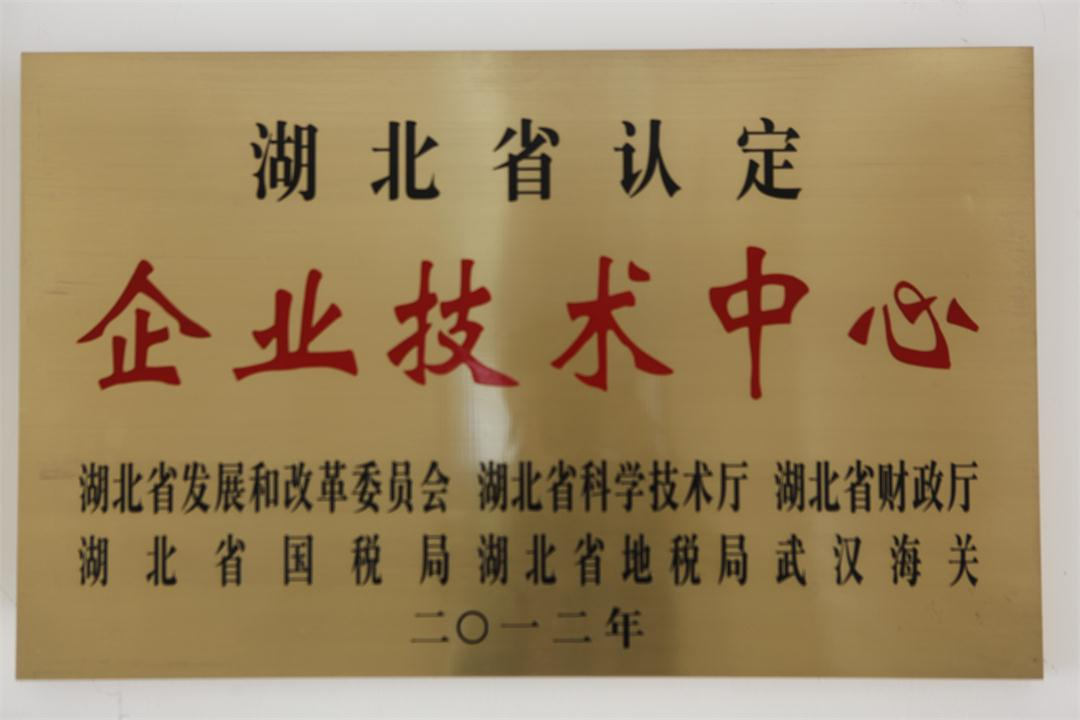 湖北省认定
企业技术中心
湖北省发展和改革委员会 湖北省科学技术厅 湖北省财政厅
湖北省国税局 湖北省地税局 武汉海关
二〇一二年